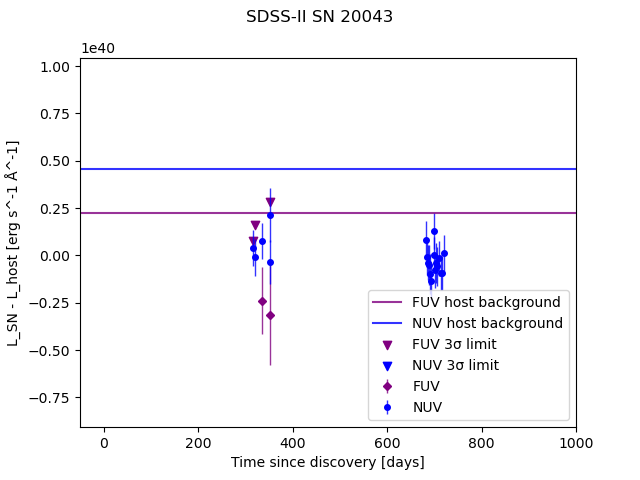 SDSS-II SN 20043
1e40
1.00
0.75
0.50
0.25
0.00
−0.25
−0.50
−0.75
L_SN - L_host [erg s^-1 Å^-1]
0
200
400
600
800
1000
Time since discovery [days]
FUV host background
NUV host background
FUV 3σ limit
NUV 3σ limit
FUV
NUV